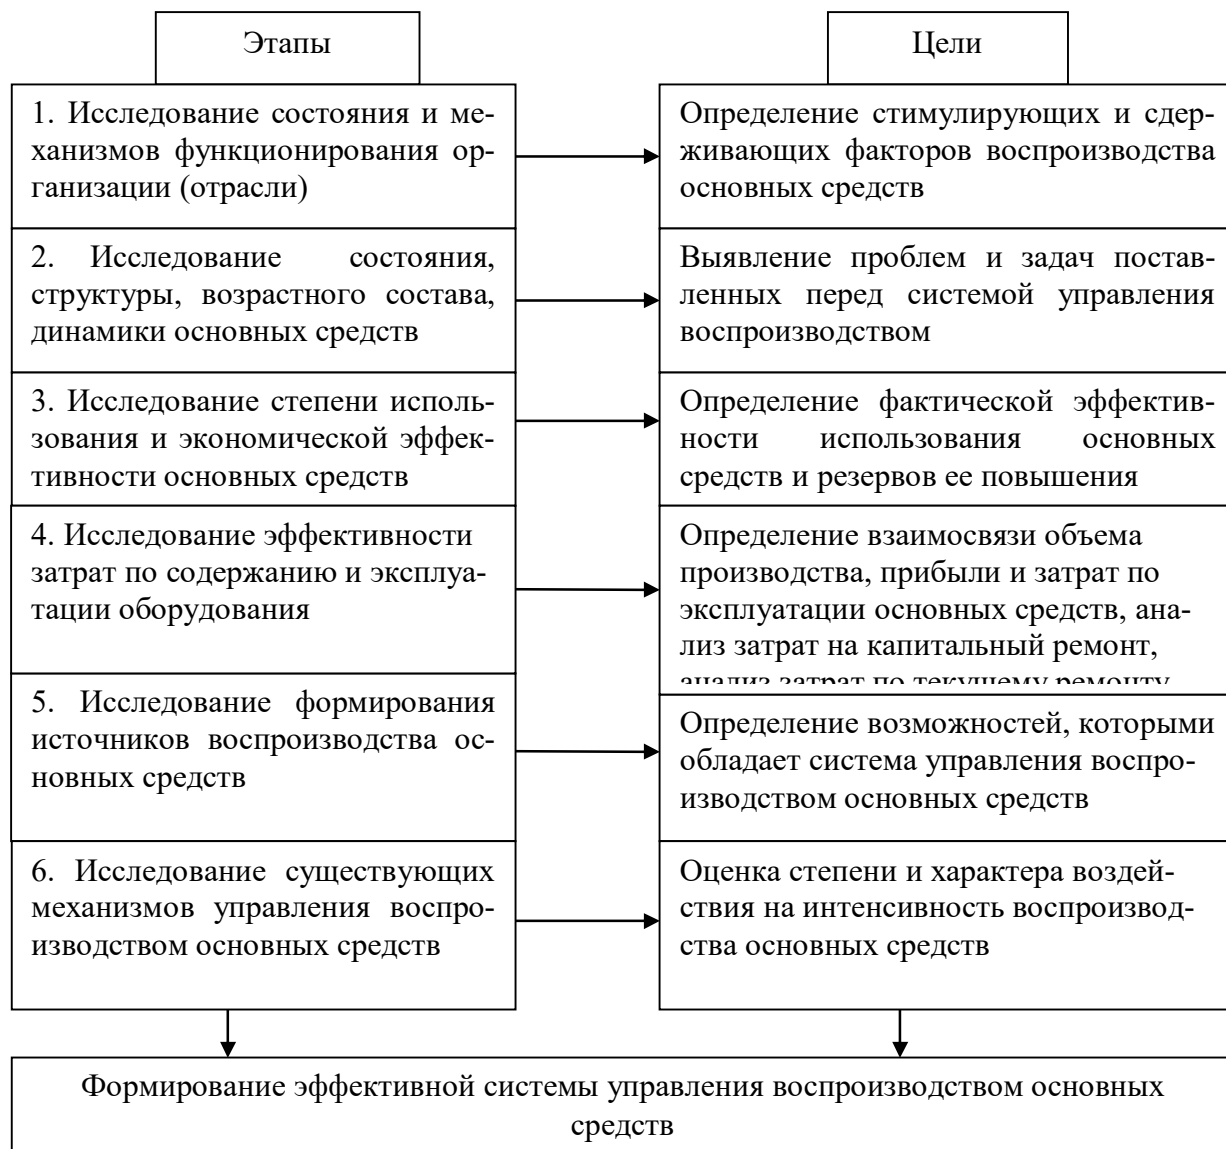 Этапы
Цели
1. Исследование состояния и ме-
ханизмов функционирования ор-
ганизации (отрасли)
Определение стимулирующих и сдер-
живающих факторов воспроизводства
основных средств
2. Исследование состояния,
структуры, возрастного состава,
динамики основных средств
Выявление проблем и задач постав-
ленных перед системой управления
воспроизводством
3. Исследование степени исполь-
зования и экономической эффек-
тивности основных средств
Определение фактической эффектив-
ности использования основных
средств и резервов ее повышения
4. Исследование эффективности
затрат по содержанию и эксплуа-
тации оборудования
Определение взаимосвязи объема
производства, прибыли и затрат по
эксплуатации основных средств, ана-
лиз затрат на капитальный ремонт,
анализ затрат по текущему ремонту
5. Исследование формирования
источников воспроизводства ос-
новных средств
Определение возможностей, которыми
обладает система управления воспро-
изводством основных средств
6. Исследование существующих
механизмов управления воспро-
изводством основных средств
Оценка степени и характера воздей-
ствия на интенсивность воспроизвод-
ства основных средств
Формирование эффективной системы управления воспроизводством основных
средств